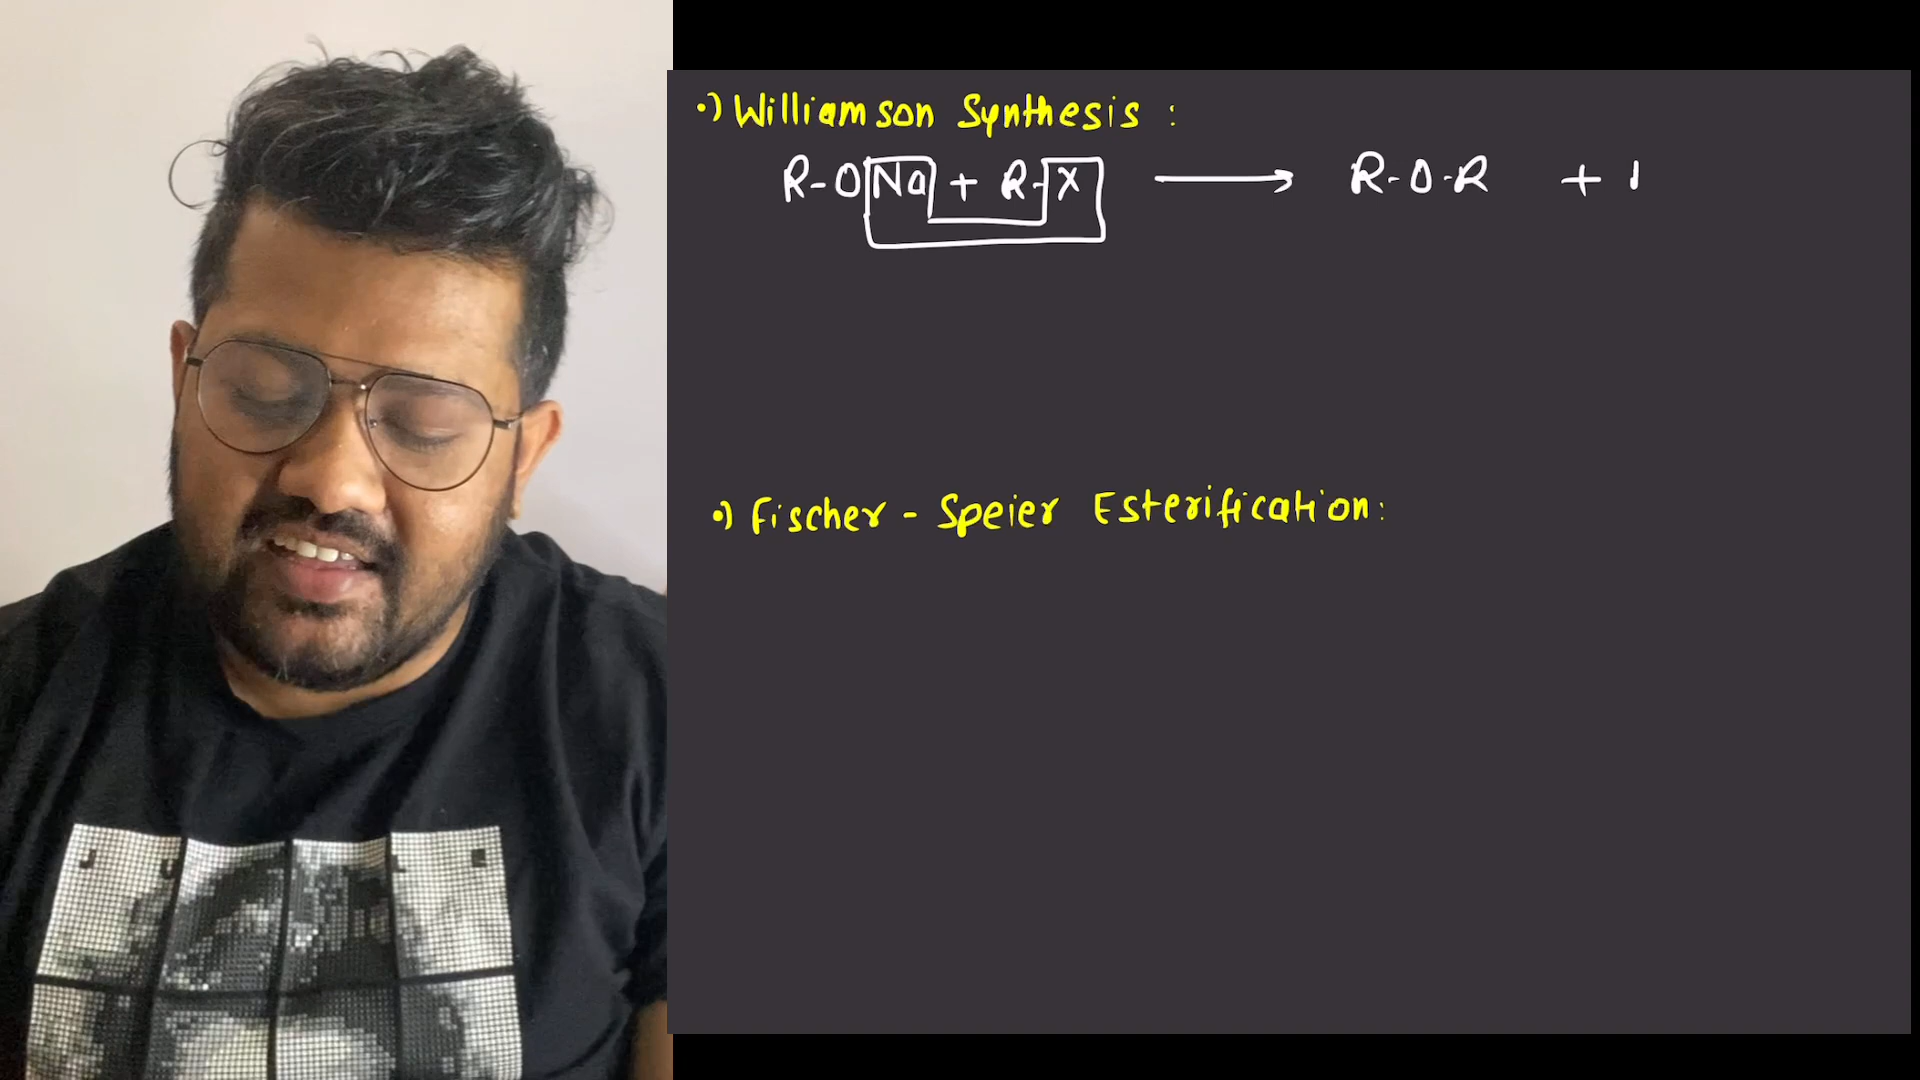 •) Williamson Synthesis :
R-ONa + R-X ⟶ R-O-R + I
•) Fischer - Speier Esterification :